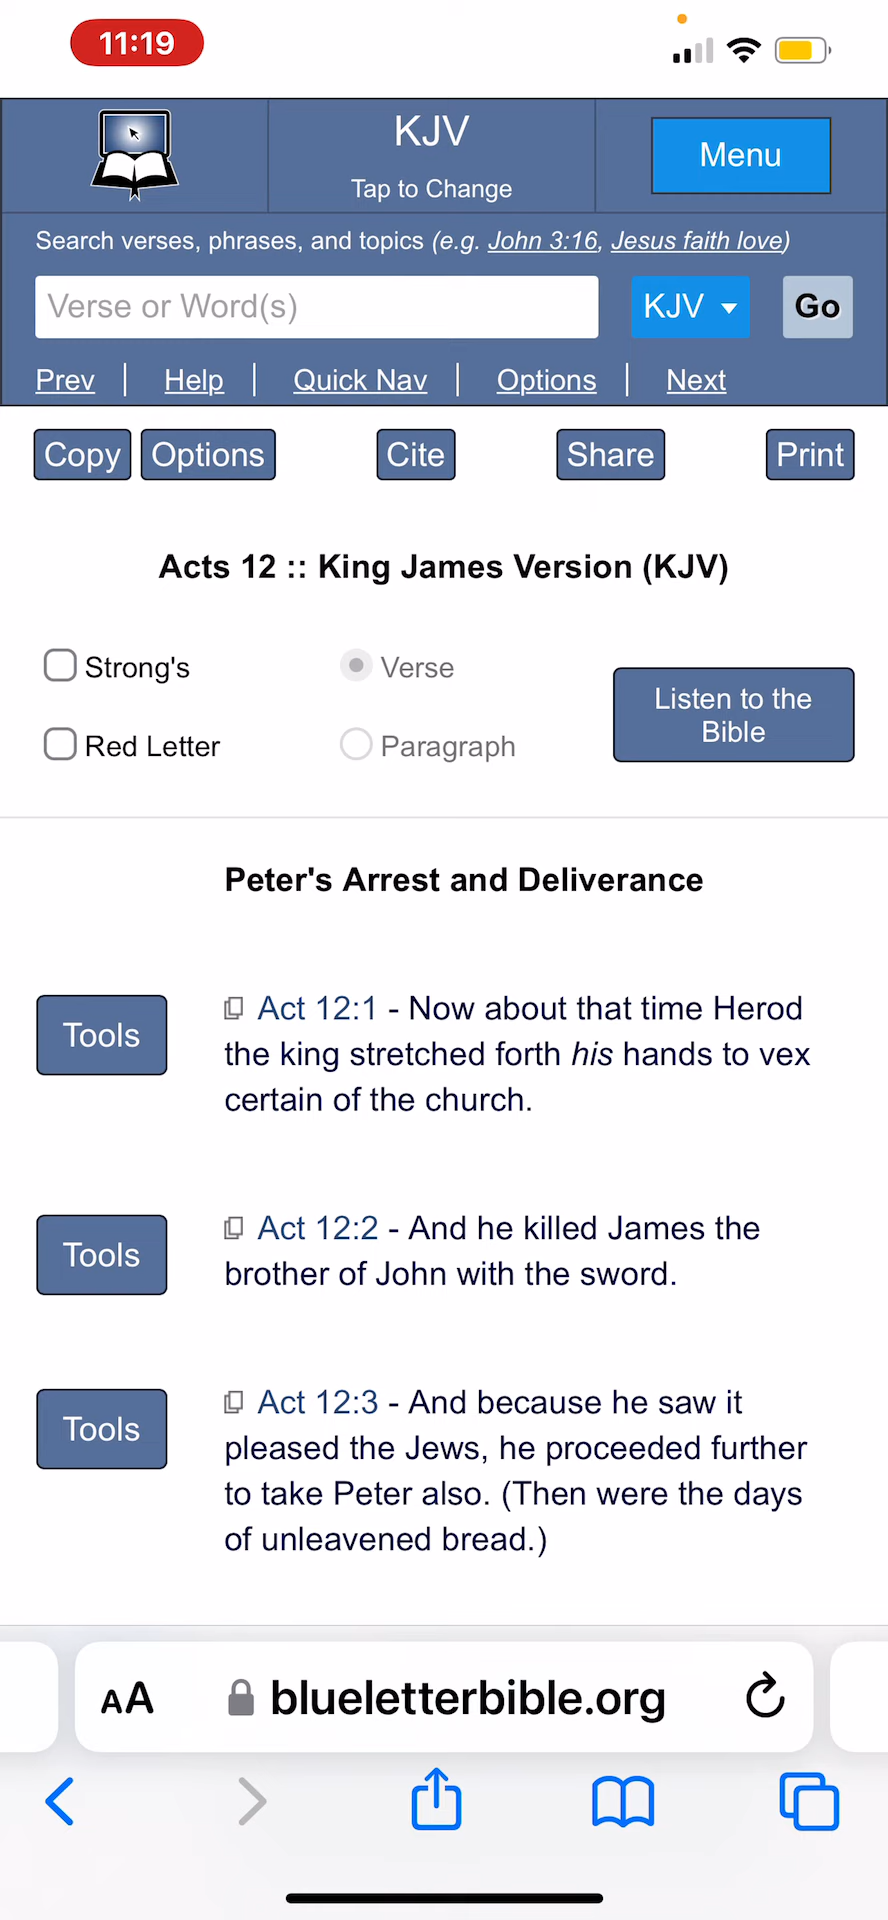 11:19
KJV
Tap to Change
Menu
Search verses, phrases, and topics (e.g. John 3:16, Jesus faith love)
Verse or Word(s)
KJV
Go
Prev | Help | Quick Nav | Options | Next
Copy Options Cite Share Print
Acts 12 :: King James Version (KJV)
Strong's
Verse
Red Letter
Paragraph
Listen to the
Bible
Peter's Arrest and Deliverance
Tools
Act 12:1 - Now about that time Herod
the king stretched forth his hands to vex
certain of the church.
Tools
Act 12:2 - And he killed James the
brother of John with the sword.
Tools
Act 12:3 - And because he saw it
pleased the Jews, he proceeded further
to take Peter also. (Then were the days
of unleavened bread.)
AA blueletterbible.org